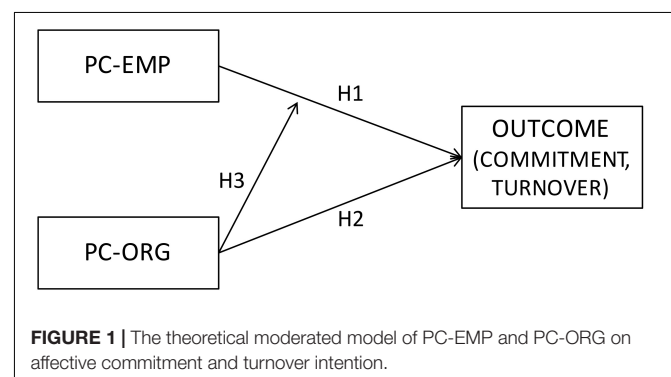 PC-EMP
H1
OUTCOME
(COMMITMENT,
TURNOVER)
H3
H2
PC-ORG
FIGURE 1 | The theoretical moderated model of PC-EMP and PC-ORG on
affective commitment and turnover intention.